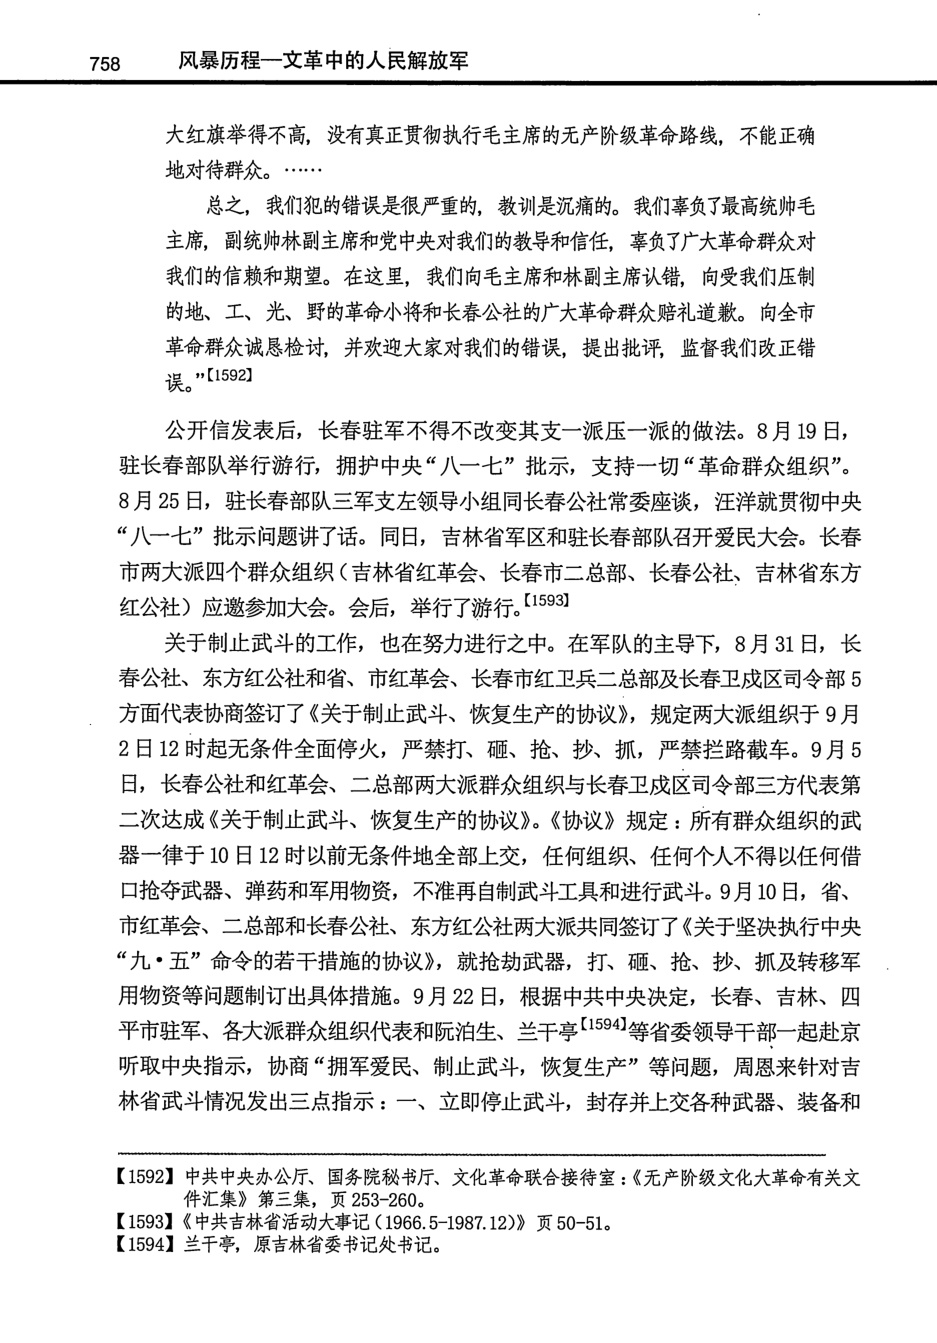 758 风暴历程—文革中的人民解放军
大红旗举得不高，没有真正贯彻执行毛主席的无产阶级革命路线，不能正确
地对待群众。……
总之，我们犯的错误是很严重的，教训是沉痛的。我们辜负了最高统帅毛
主席，副统帅林副主席和党中央对我们的教导和信任，辜负了广大革命群众对
我们的信赖和期望。在这里，我们向毛主席和林副主席认错，向受我们压制
的地、工、光、野的革命小将和长春公社的广大革命群众赔礼道歉。向全市
革命群众诚恳检讨，并欢迎大家对我们的错误，提出批评，监督我们改正错
误。”【1592】
公开信发表后，长春驻军不得不改变其支一派压一派的做法。8月19日，
驻长春部队举行游行，拥护中央“八一七”批示，支持一切“革命群众组织”。
8月25日，驻长春部队三军支左领导小组同长春公社常委座谈，汪洋就贯彻中央
“八一七”批示问题讲了话。同日，吉林省军区和驻长春部队召开爱民大会。长春
市两大派四个群众组织（吉林省红革会、长春市二总部、长春公社、吉林省东方
红公社）应邀参加大会。会后，举行了游行。【1593】
关于制止武斗的工作，也在努力进行之中。在军队的主导下，8月31日，长
春公社、东方红公社和省、市红革会、长春市红卫兵二总部及长春卫戍区司令部5
方面代表协商签订了《关于制止武斗、恢复生产的协议》，规定两大派组织于9月
2日12时起无条件全面停火，严禁打、砸、抢、抄、抓，严禁拦路截车。9月5
日，长春公社和红革会、二总部两大派群众组织与长春卫戍区司令部三方代表第
二次达成《关于制止武斗、恢复生产的协议》。《协议》规定：所有群众组织的武
器一律于10日12时以前无条件地全部上交，任何组织、任何个人不得以任何借
口抢夺武器、弹药和军用物资，不准再自制武斗工具和进行武斗。9月10日，省、
市红革会、二总部和长春公社、东方红公社两大派共同签订了《关于坚决执行中央
“九·五”命令的若干措施的协议》，就抢劫武器，打、砸、抢、抄、抓及转移军
用物资等问题制订出具体措施。9月22日，根据中共中央决定，长春、吉林、四
平市驻军、各大派群众组织代表和阮泊生、兰干亭【1594】等省委领导干部一起赴京
听取中央指示，协商“拥军爱民、制止武斗，恢复生产”等问题，周恩来针对吉
林省武斗情况发出三点指示：一、立即停止武斗，封存并上交各种武器、装备和
【1592】中共中央办公厅、国务院秘书厅、文化革命联合接待室：《无产阶级文化大革命有关文
件汇集》第三集，页253-260。
【1593】《中共吉林省活动大事记（1966.5-1987.12）》页50-51。
【1594】兰干亭，原吉林省委书记处书记。